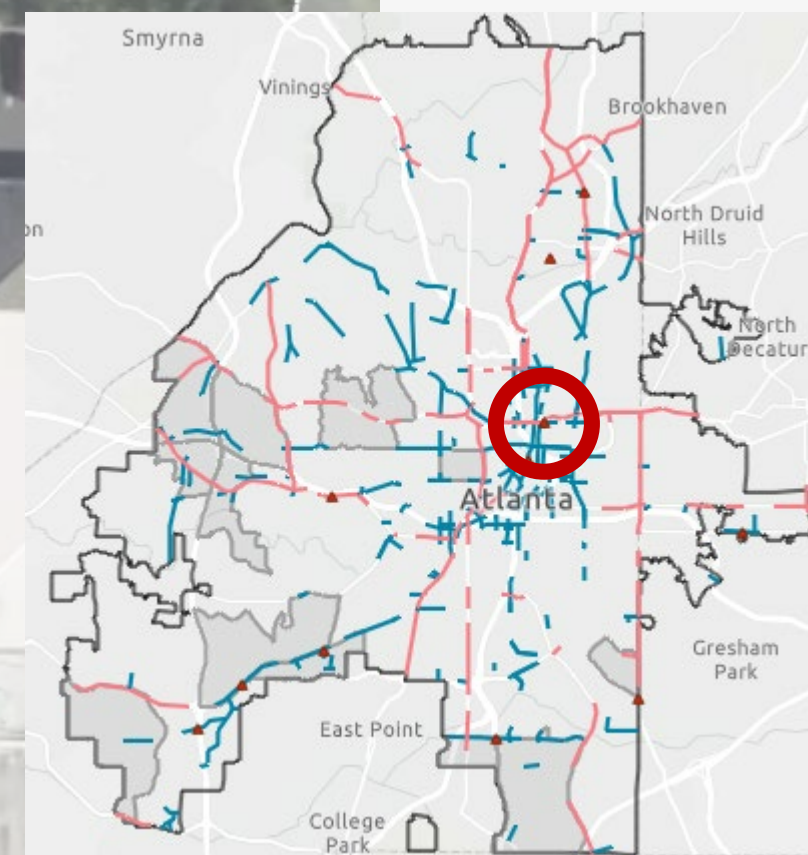 Smyrna
Vinings
Brookhaven
on
North Druid
Hills
North
Decatur
Atlanta
Gresham
Park
East Point
College
Park